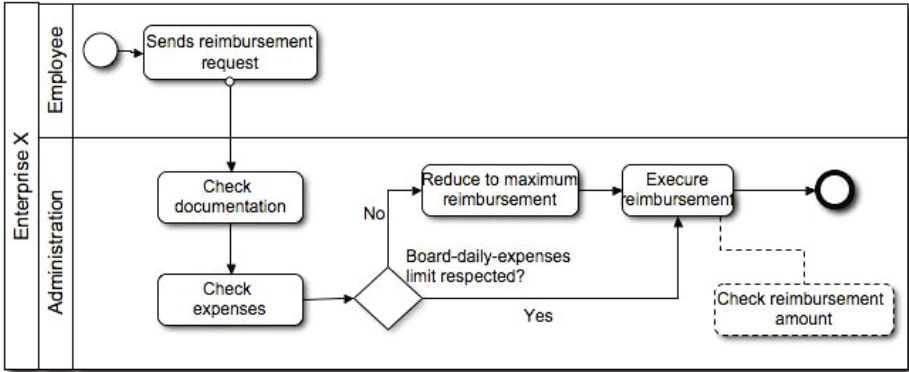 Enterprise X
Employee
Sends reimbursement
request
Administration
Check
documentation
Check
expenses
No
Reduce to maximum
reimbursement
Board-daily-expenses
limit respected?
Yes
Execure
reimbursement
Check reimbursement
amount